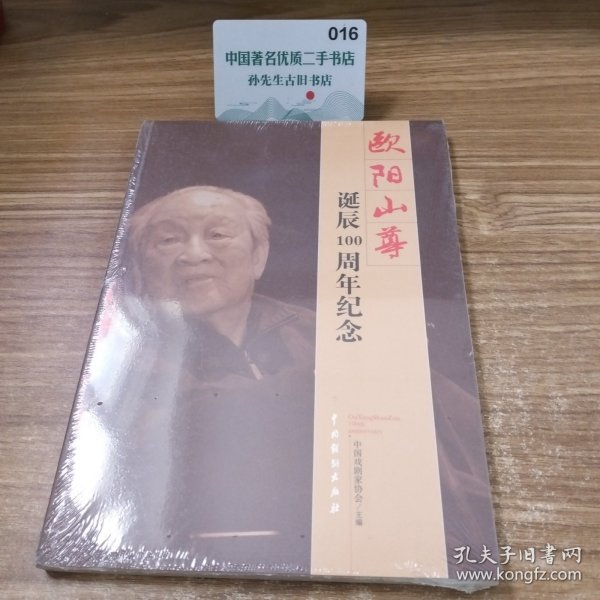 016
中国著名优质二手书店
孙先生古旧书店
欧阳山尊
诞辰100周年纪念
中国戏剧出版社
中国戏剧家协会/主编
孔夫子旧书网
www.kongfz.com